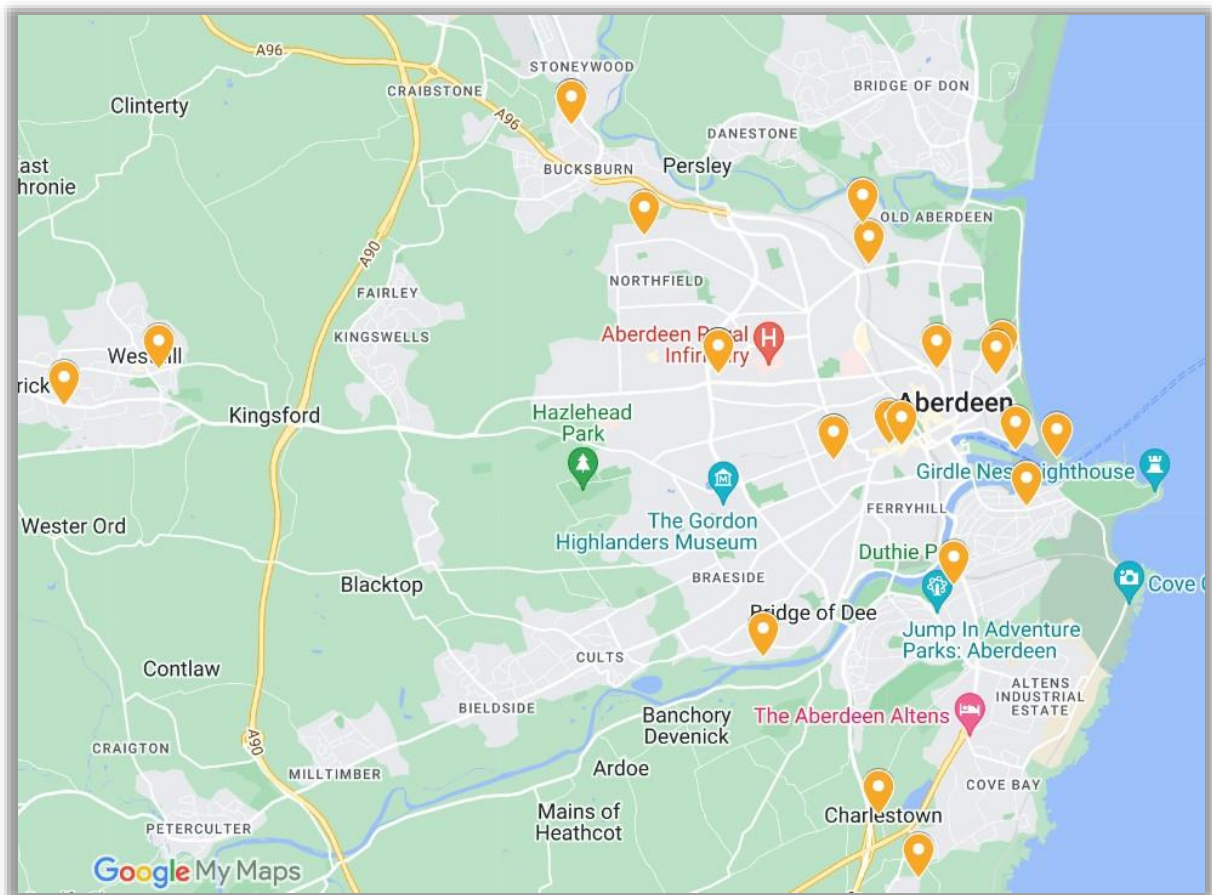 A96
STONEYWOOD
Clinterty
CRAIBSTONE
BRIDGE OF DON
A96
DANESTONE
ast
hronie
BUCKSBURN
Persley
OLD ABERDEEN
A90
NORTHFIELD
FAIRLEY
KINGSWELLS
Aberdeen Royal
Infirmary
H
rick
Kingsford
Hazlehead
Park
Aberdeen
Girdle Ness Lighthouse
M
FERRYHILL
Wester Ord
The Gordon
Highlanders Museum
BRAESIDE
Blacktop
Bridge of Dee
Cove
Jump In Adventure
Parks: Aberdeen
CULTS
Contlaw
ALTENS
INDUSTRIAL
ESTATE
BIELDSIDE
Banchory
Devenick
The Aberdeen Altens
A90
CRAIGTON
MILLTIMBER
Ardoe
COVE BAY
Mains of
Heathcot
Charlestown
PETERCULTER
Google My Maps